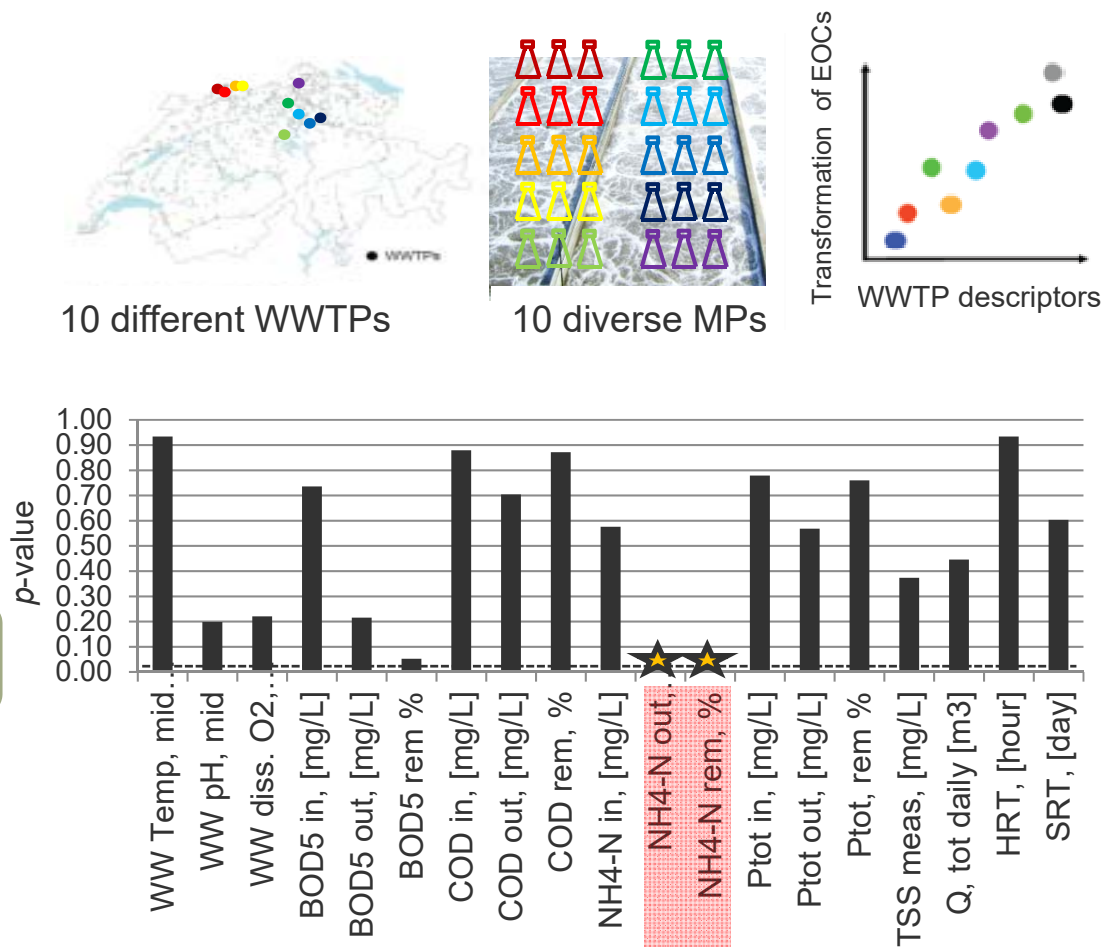 WWTPs
10 different WWTPs
10 diverse MPs
Transformation of EOCs
WWTP descriptors
p-value
1.00
0.90
0.80
0.70
0.60
0.50
0.40
0.30
0.20
0.10
0.00
WW Temp, mid…
WW pH, mid
WW diss. O2,…
BOD5 in, [mg/L]
BOD5 out, [mg/L]
BOD5 rem %
COD in, [mg/L]
COD out, [mg/L]
COD rem, %
NH4-N in, [mg/L]
NH4-N out,…
NH4-N rem, %
Ptot in, [mg/L]
Ptot out, [mg/L]
Ptot, rem %
TSS meas, [mg/L]
Q, tot daily [m3]
HRT, [hour]
SRT, [day]